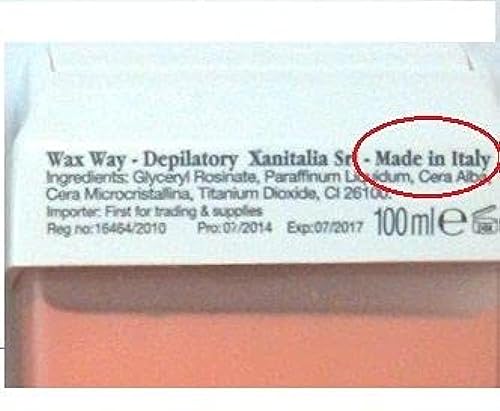 Wax Way - Depilatory Xanitalia Srl - Made in Italy
Ingredients: Glyceryl Rosinate, Paraffinum Liquidum, Cera Alba,
Cera Microcristallina, Titanium Dioxide, CI 26100.
Importer: First for trading & supplies
Reg no:16464/2010 Pro:07/2014 Exp:07/2017 100ml e